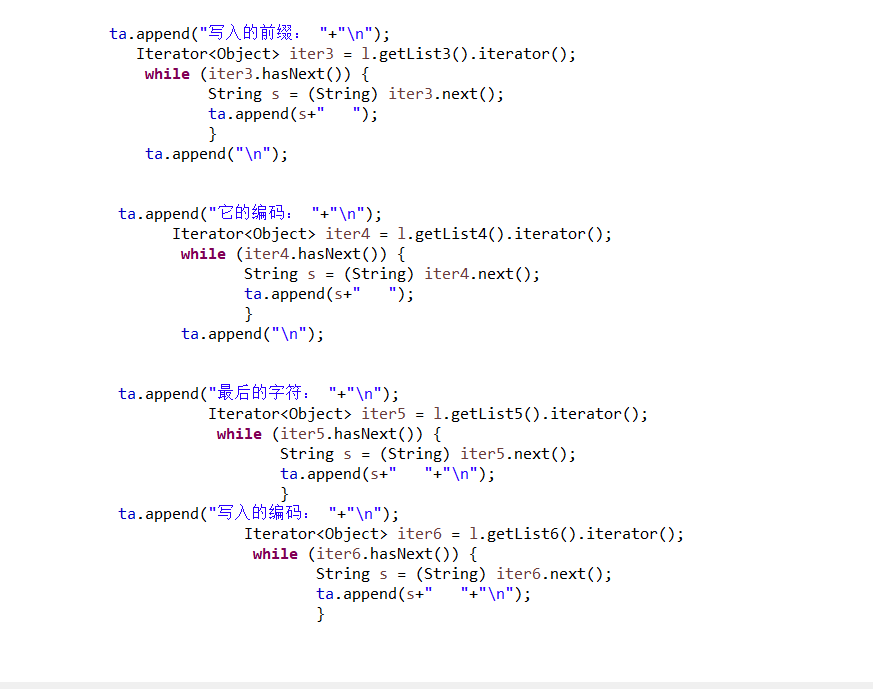 ta.append("写入的前缀： "+"\n");
Iterator<Object> iter3 = l.getList3().iterator();
while (iter3.hasNext()) {
String s = (String) iter3.next();
ta.append(s+"   ");
}
ta.append("\n");
ta.append("它的编码： "+"\n");
Iterator<Object> iter4 = l.getList4().iterator();
while (iter4.hasNext()) {
String s = (String) iter4.next();
ta.append(s+"   ");
}
ta.append("\n");
ta.append("最后的字符： "+"\n");
Iterator<Object> iter5 = l.getList5().iterator();
while (iter5.hasNext()) {
String s = (String) iter5.next();
ta.append(s+"   "+"\n");
}
ta.append("写入的编码： "+"\n");
Iterator<Object> iter6 = l.getList6().iterator();
while (iter6.hasNext()) {
String s = (String) iter6.next();
ta.append(s+"   "+"\n");
}